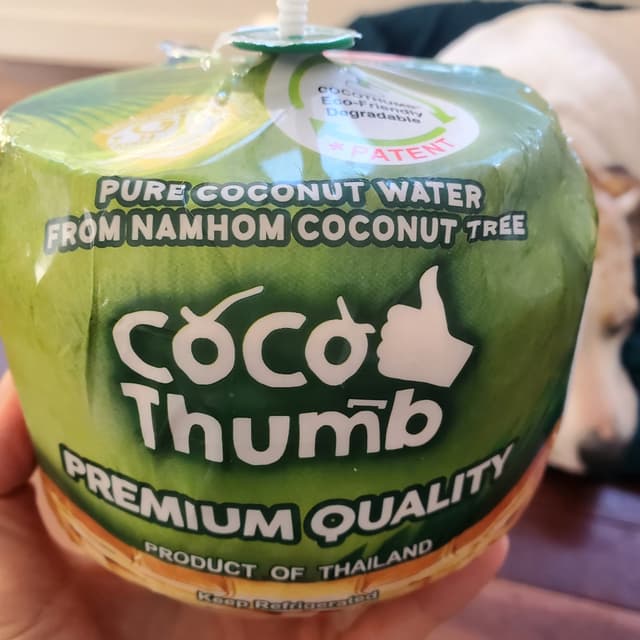 COCOTHUMB
Eco-Friendly
Degradable
* PATENT
PURE COCONUT WATER
FROM NAMHOM COCONUT TREE
COCO
Thumb
PREMIUM QUALITY
PRODUCT OF THAILAND
Keep Refrigerated